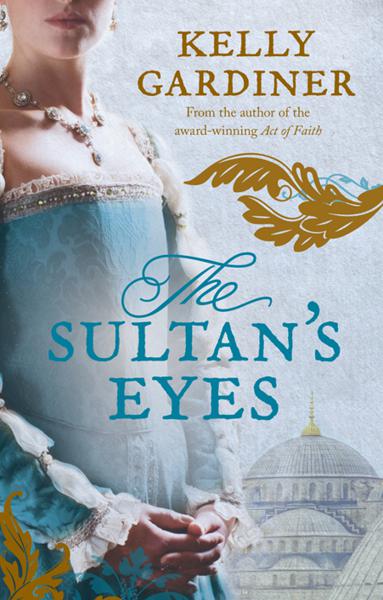 KELLY
GARDINER
From the author of the
award-winning Act of Faith
The
SULTAN'S
EYES